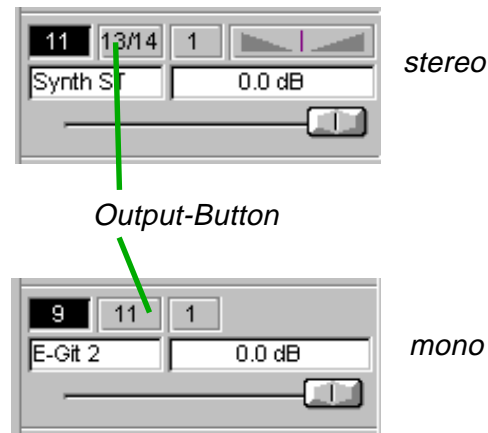 11 13/14 1
stereo
Synth ST 0.0 dB
Output-Button
9 11 1
mono
E-Git 2 0.0 dB